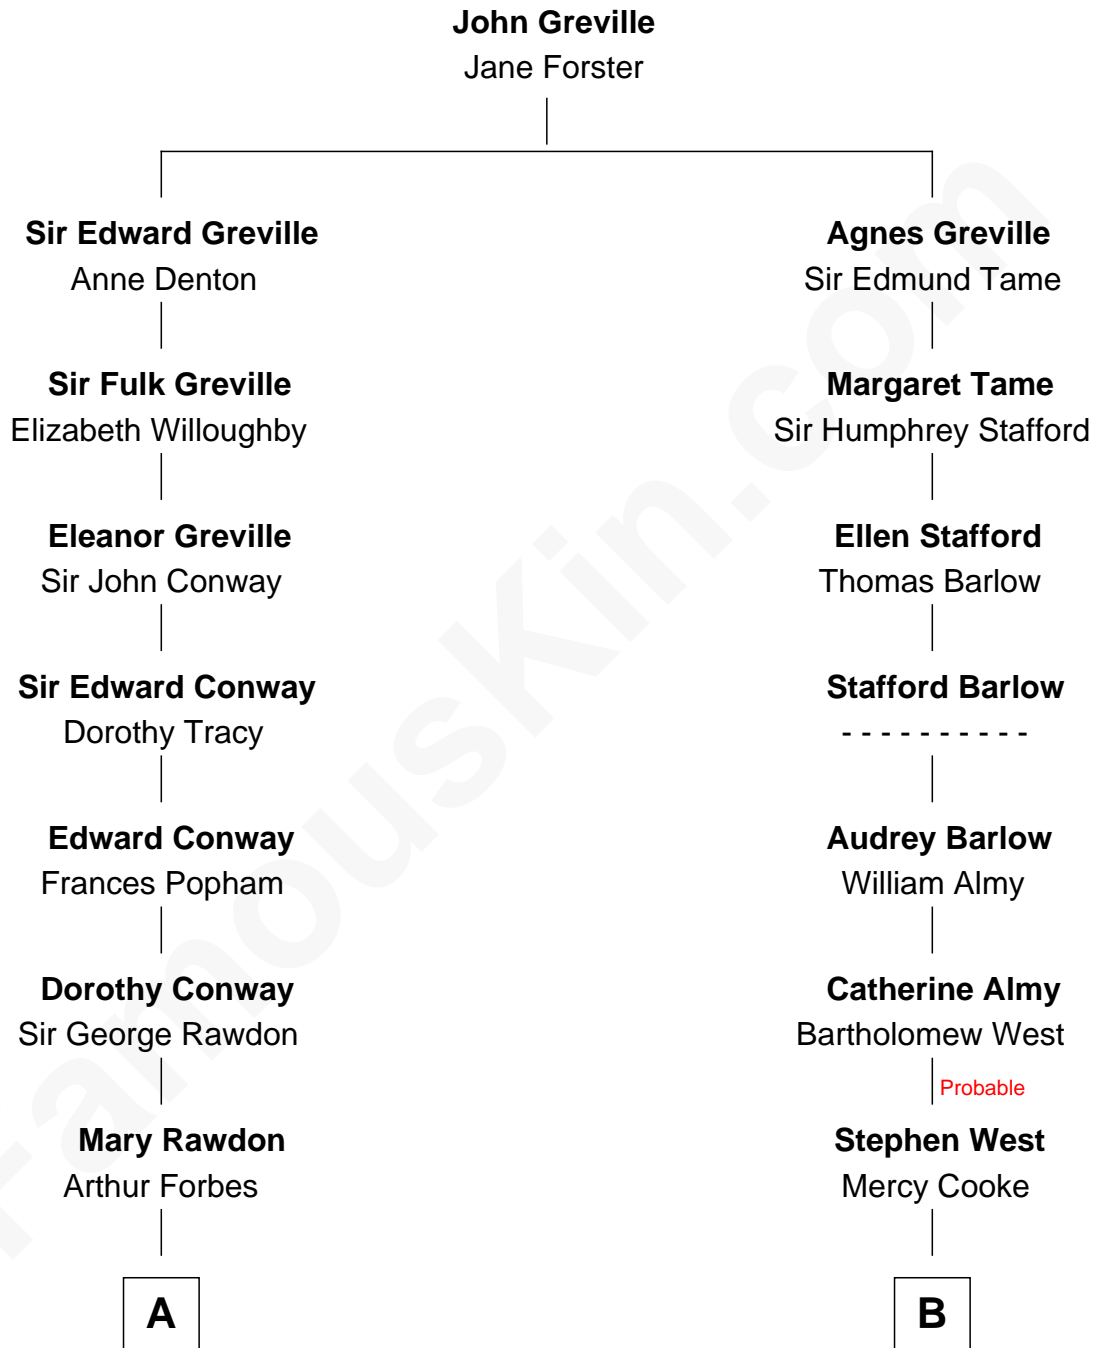 John Greville
Jane Forster
Sir Edward Greville
Anne Denton
Agnes Greville
Sir Edmund Tame
Sir Fulk Greville
Elizabeth Willoughby
Margaret Tame
Sir Humphrey Stafford
Eleanor Greville
Sir John Conway
Ellen Stafford
Thomas Barlow
Sir Edward Conway
Dorothy Tracy
Stafford Barlow
- - - - - - - - - -
Edward Conway
Frances Popham
Audrey Barlow
William Almy
Dorothy Conway
Sir George Rawdon
Catherine Almy
Bartholomew West
Probable
Mary Rawdon
Arthur Forbes
Stephen West
Mercy Cooke
A
B
FamousKin.com